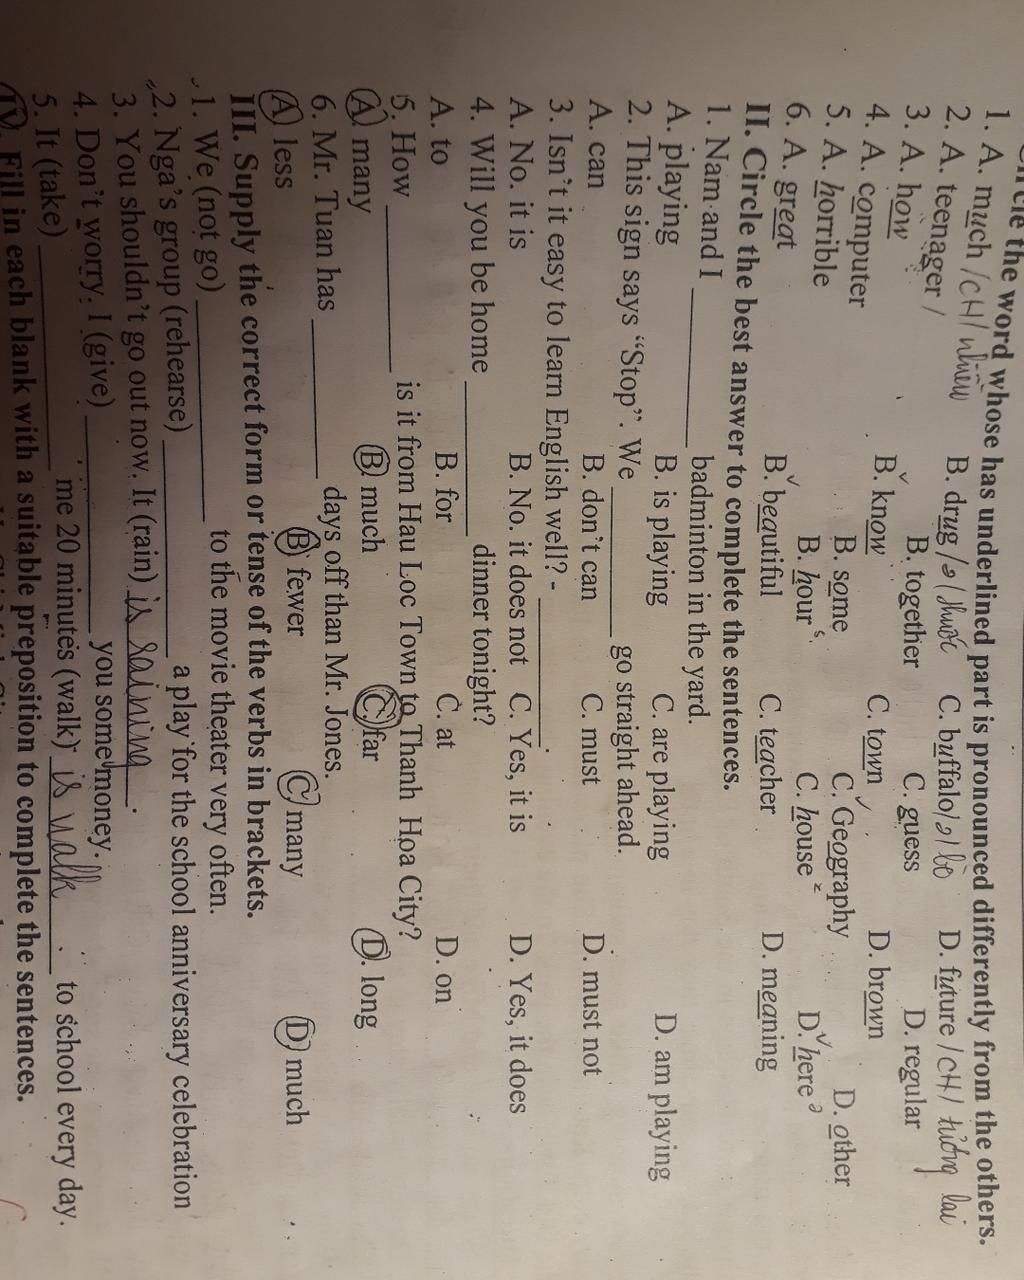 the word whose has underlined part is pronounced differently from the others.
1. A. much /CH/ nhiều B. drug /ə/ thuốc C. buffalo /ə/ bò D. future /CH/ tương lai
2. A. teenager / B. together C. guess D. regular
3. A. how B. know C. town D. brown
4. A. computer B. some C. Geography D. other
5. A. horrible B. hour C. house D. here
6. A. great B. beautiful C. teacher D. meaning
II. Circle the best answer to complete the sentences.
1. Nam and I ________ badminton in the yard.
A. playing B. is playing C. are playing D. am playing
2. This sign says “Stop”. We ________ go straight ahead.
A. can B. don't can C. must D. must not
3. Isn't it easy to learn English well? - ________.
A. No. it is B. No. it does not C. Yes, it is D. Yes, it does
4. Will you be home ________ dinner tonight?
A. to B. for C. at D. on
5. How ________ is it from Hau Loc Town to Thanh Hoa City?
A. many B. much C. far D. long
6. Mr. Tuan has ________ days off than Mr. Jones.
A. less B. fewer C. many D. much
III. Supply the correct form or tense of the verbs in brackets.
1. We (not go) ________ to the movie theater very often.
2. Nga's group (rehearse) ________ a play for the school anniversary celebration
3. You shouldn't go out now. It (rain) is raining.
4. Don't worry. I (give) ________ you some money.
5. It (take) ________ me 20 minutes (walk) is walk to school every day.
IV. Fill in each blank with a suitable preposition to complete the sentences.